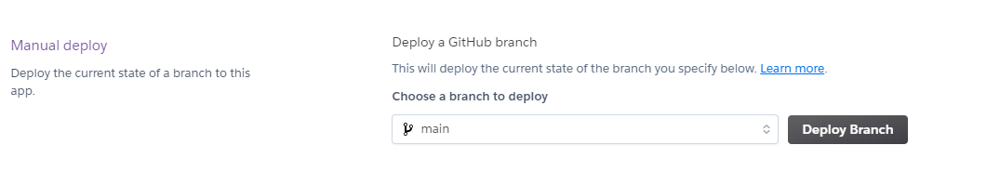 Manual deploy
Deploy the current state of a branch to this
app.
Deploy a GitHub branch
This will deploy the current state of the branch you specify below. Learn more.
Choose a branch to deploy
main
Deploy Branch